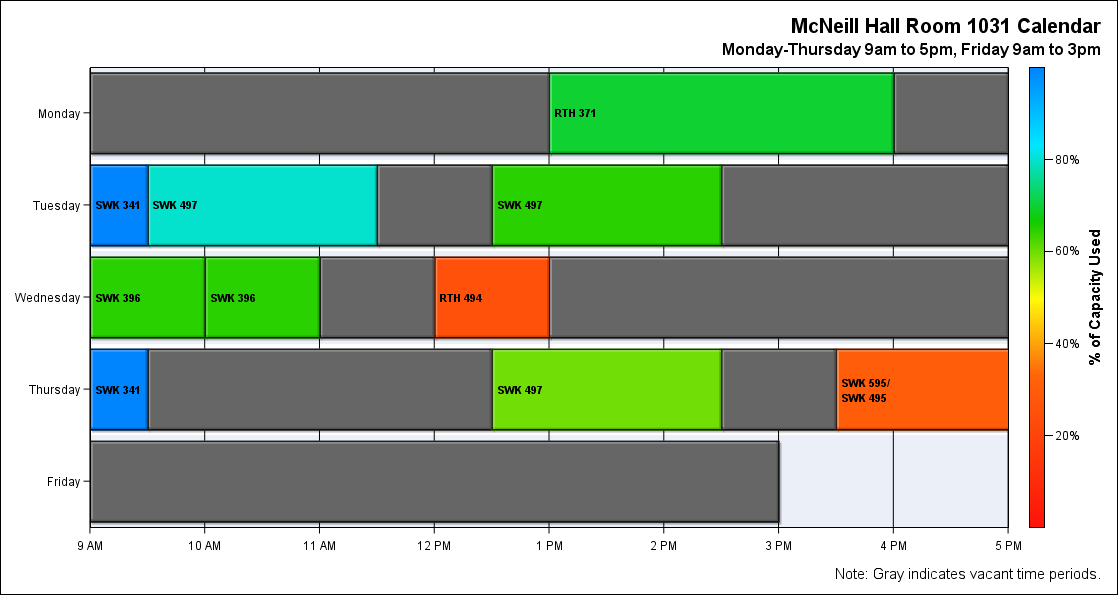 McNeill Hall Room 1031 Calendar
Monday-Thursday 9am to 5pm, Friday 9am to 3pm
Monday
RTH 371
Tuesday
SWK 341
SWK 497
SWK 497
Wednesday
SWK 396
SWK 396
RTH 494
Thursday
SWK 341
SWK 497
SWK 595/
SWK 495
Friday
9 AM
10 AM
11 AM
12 PM
1 PM
2 PM
3 PM
4 PM
5 PM
80%
60%
40%
20%
% of Capacity Used
Note: Gray indicates vacant time periods.